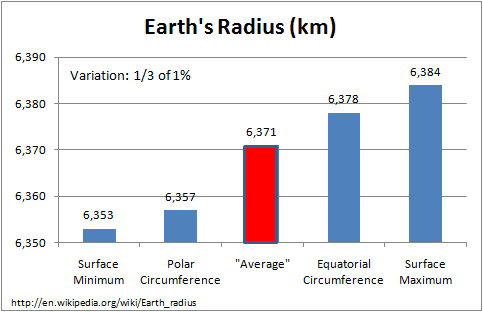 Earth's Radius (km)
6,390
Variation: 1/3 of 1%
6,384
6,380
6,378
6,371
6,370
6,360
6,357
6,353
6,350
Surface Minimum
Polar Circumference
"Average"
Equatorial Circumference
Surface Maximum
http://en.wikipedia.org/wiki/Earth_radius